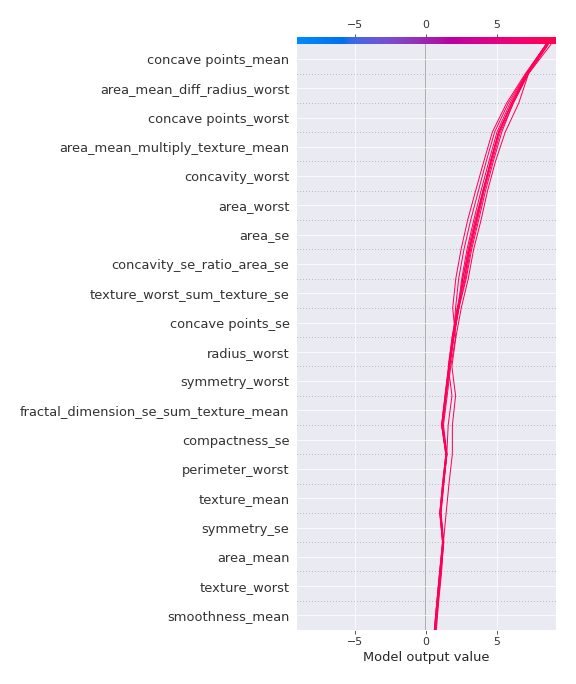 −5 0 5
concave points_mean
area_mean_diff_radius_worst
concave points_worst
area_mean_multiply_texture_mean
concavity_worst
area_worst
area_se
concavity_se_ratio_area_se
texture_worst_sum_texture_se
concave points_se
radius_worst
symmetry_worst
fractal_dimension_se_sum_texture_mean
compactness_se
perimeter_worst
texture_mean
symmetry_se
area_mean
texture_worst
smoothness_mean
−5 0 5
Model output value